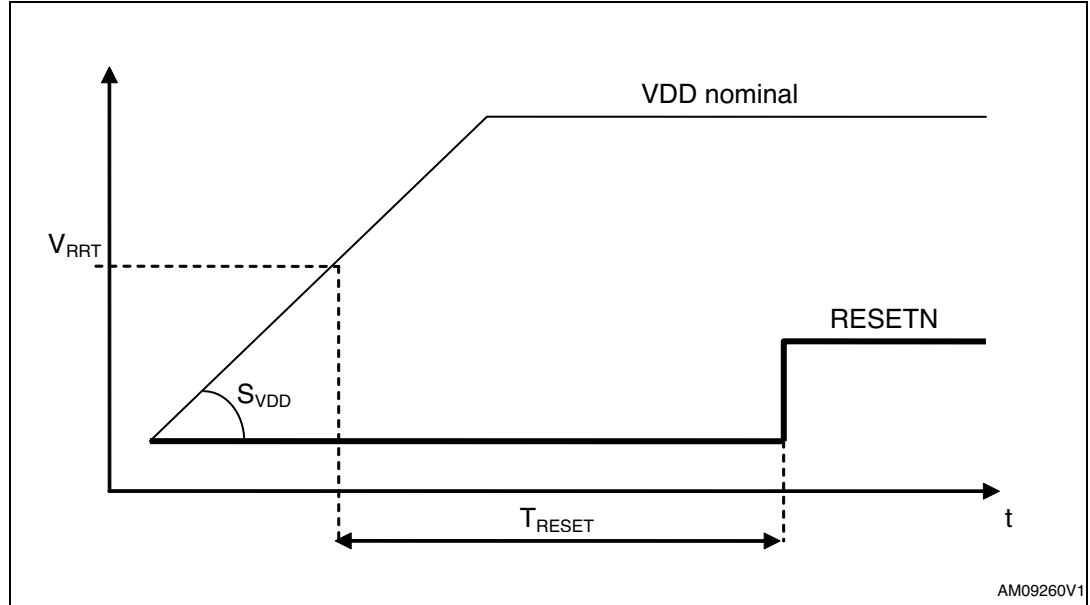 VDD nominal
VRRT
RESETN
SVDD
TRESET
t
AM09260V1